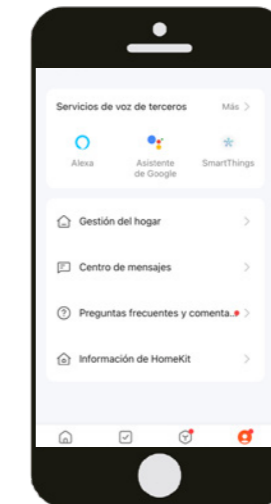 Servicios de voz de terceros Más >
Alexa
Asistente
de Google
SmartThings
Gestión del hogar
Centro de mensajes
Preguntas frecuentes y comenta..
Información de HomeKit